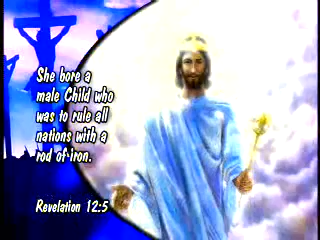 She bore a
male Child who
was to rule all
nations with a
rod of iron.
Revelation 12:5